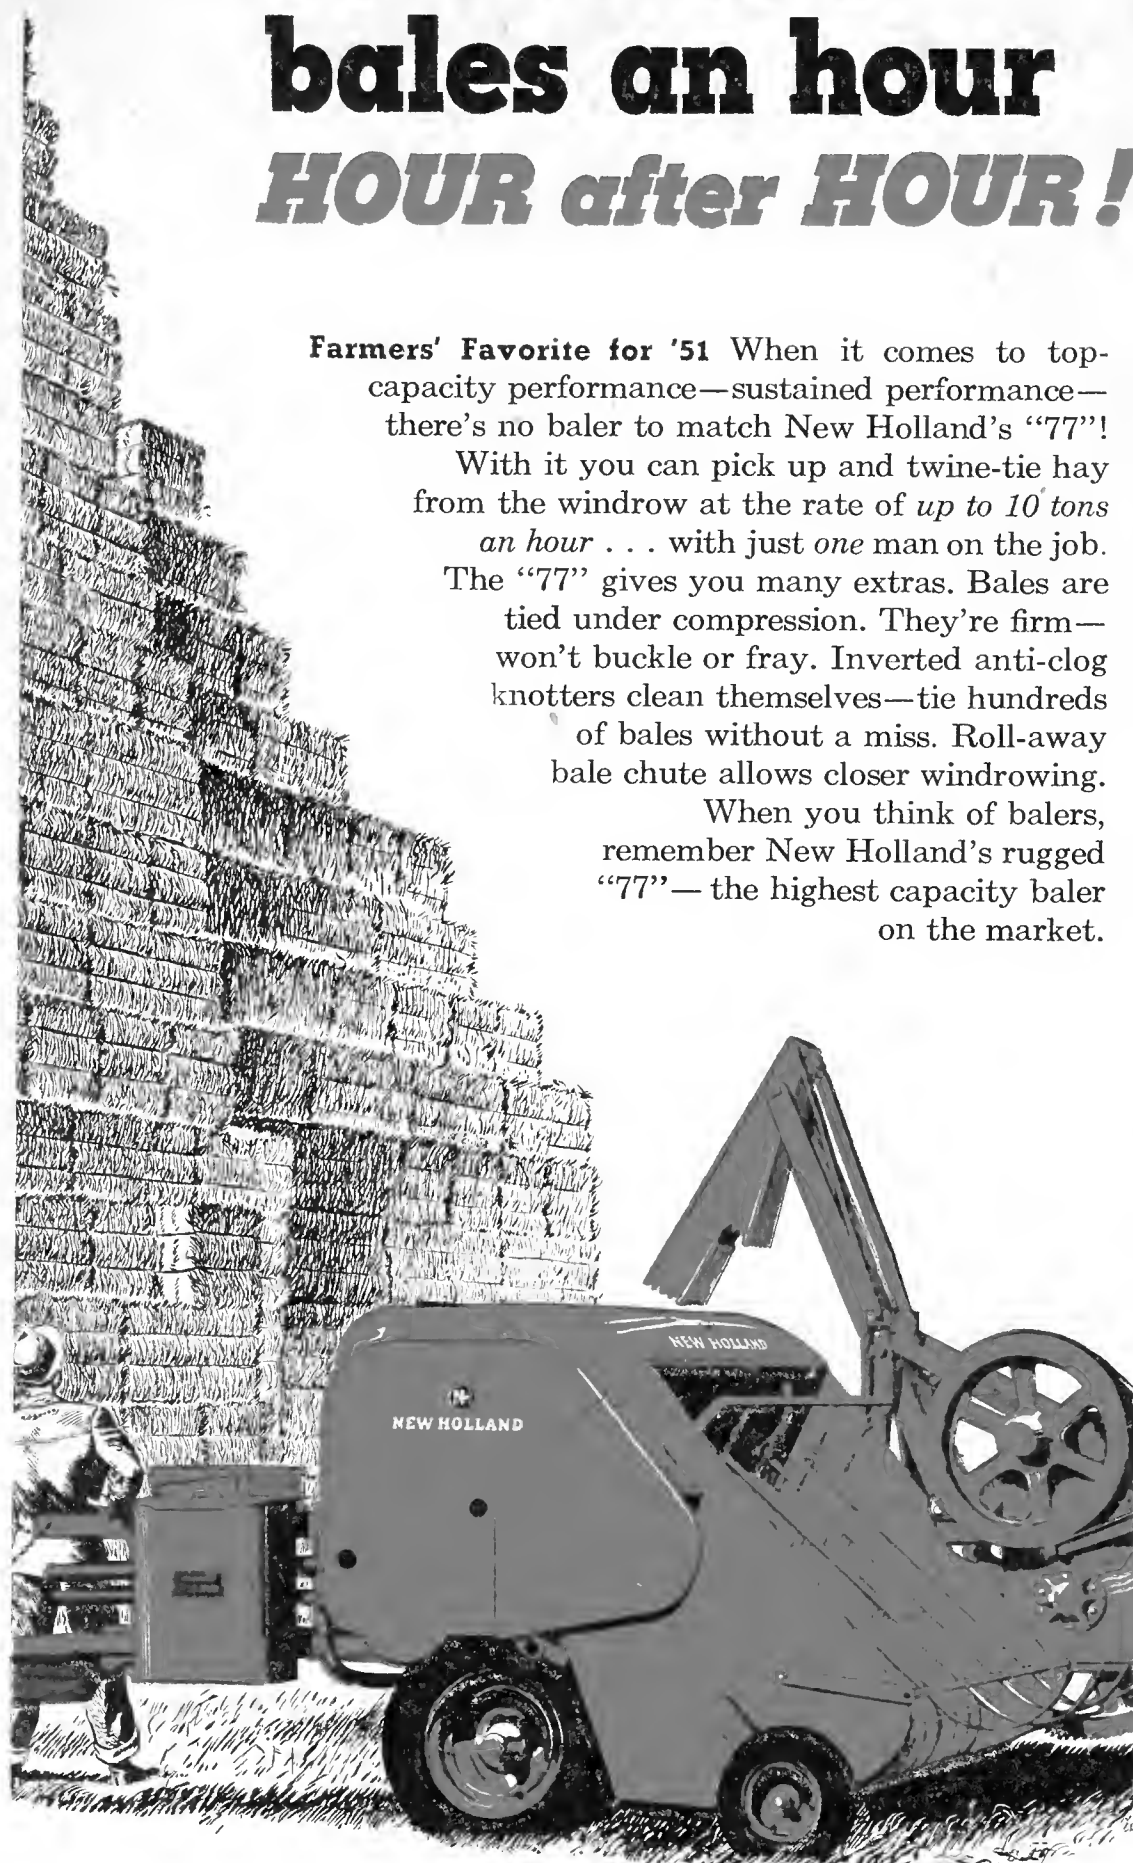 bales an hour
HOUR after HOUR!
Farmers' Favorite for '51 When it comes to top-
capacity performance—sustained performance—
there's no baler to match New Holland's “77”!
With it you can pick up and twine-tie hay
from the windrow at the rate of up to 10 tons
an hour . . . with just one man on the job.
The “77” gives you many extras. Bales are
tied under compression. They're firm—
won't buckle or fray. Inverted anti-clog
knotters clean themselves—tie hundreds
of bales without a miss. Roll-away
bale chute allows closer windrowing.
When you think of balers,
remember New Holland's rugged
“77”— the highest capacity baler
on the market.
NEW HOLLAND
NEW HOLLAND